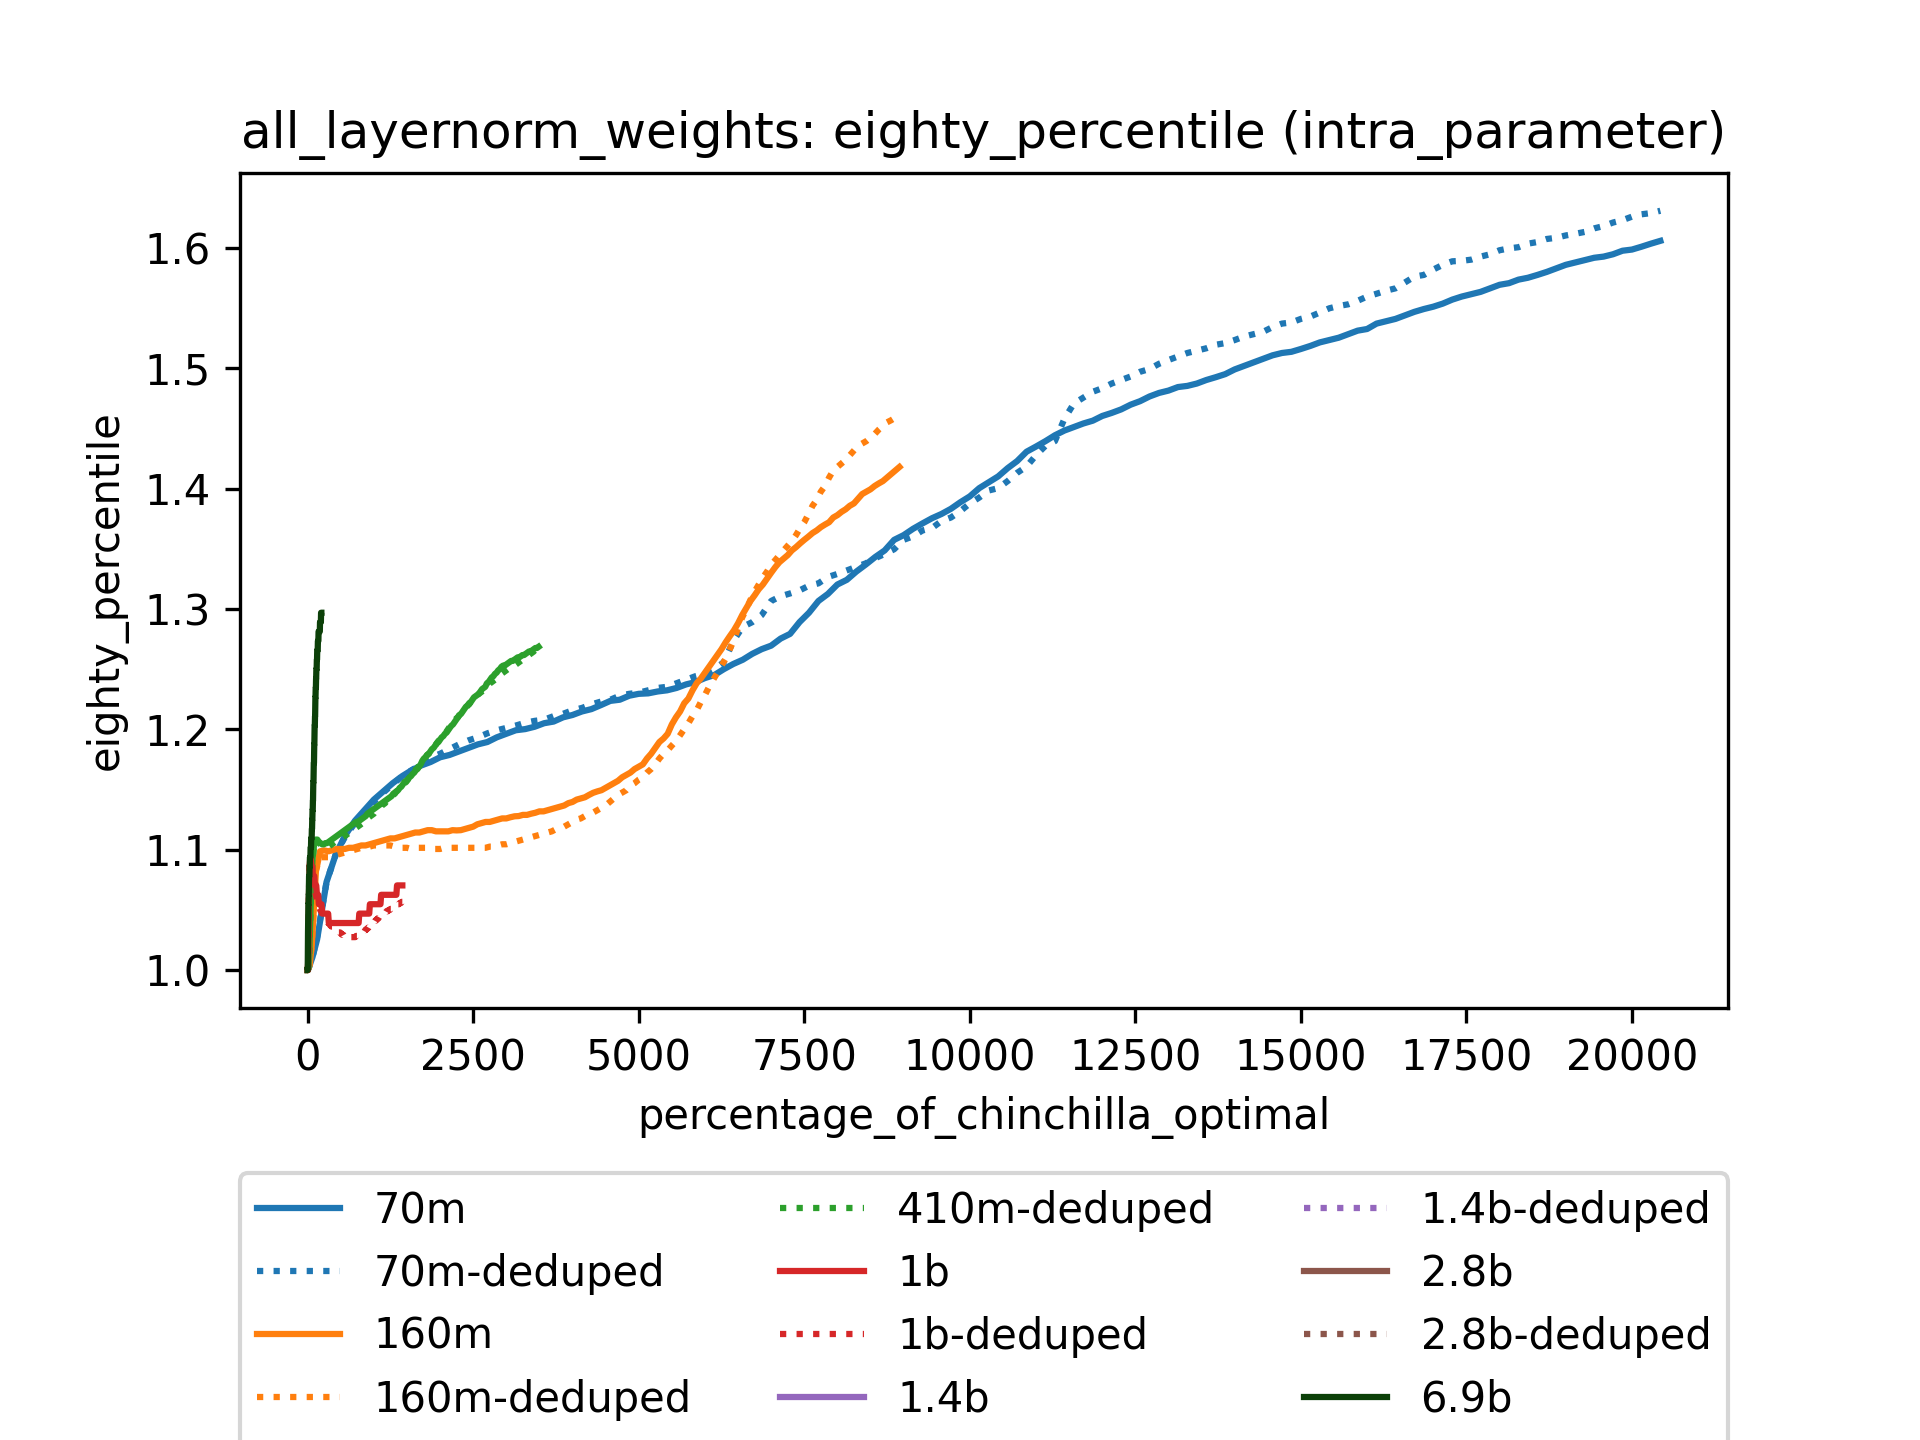 all_layernorm_weights: eighty_percentile (intra_parameter)
eighty_percentile
1.6
1.5
1.4
1.3
1.2
1.1
1.0
0 2500 5000 7500 10000 12500 15000 17500 20000
percentage_of_chinchilla_optimal
70m 410m-deduped 1.4b-deduped
70m-deduped 1b 2.8b
160m 1b-deduped 2.8b-deduped
160m-deduped 1.4b 6.9b